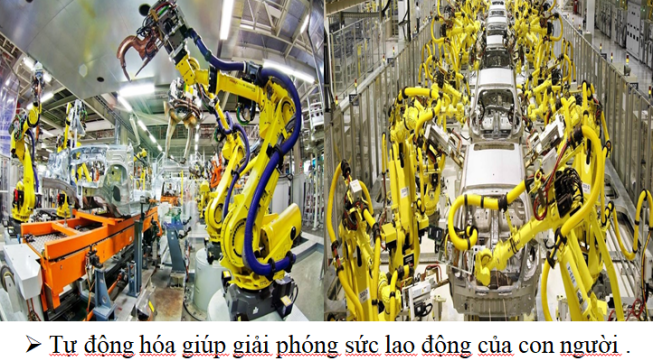 ➢ Tự động hóa giúp giải phóng sức lao động của con người .